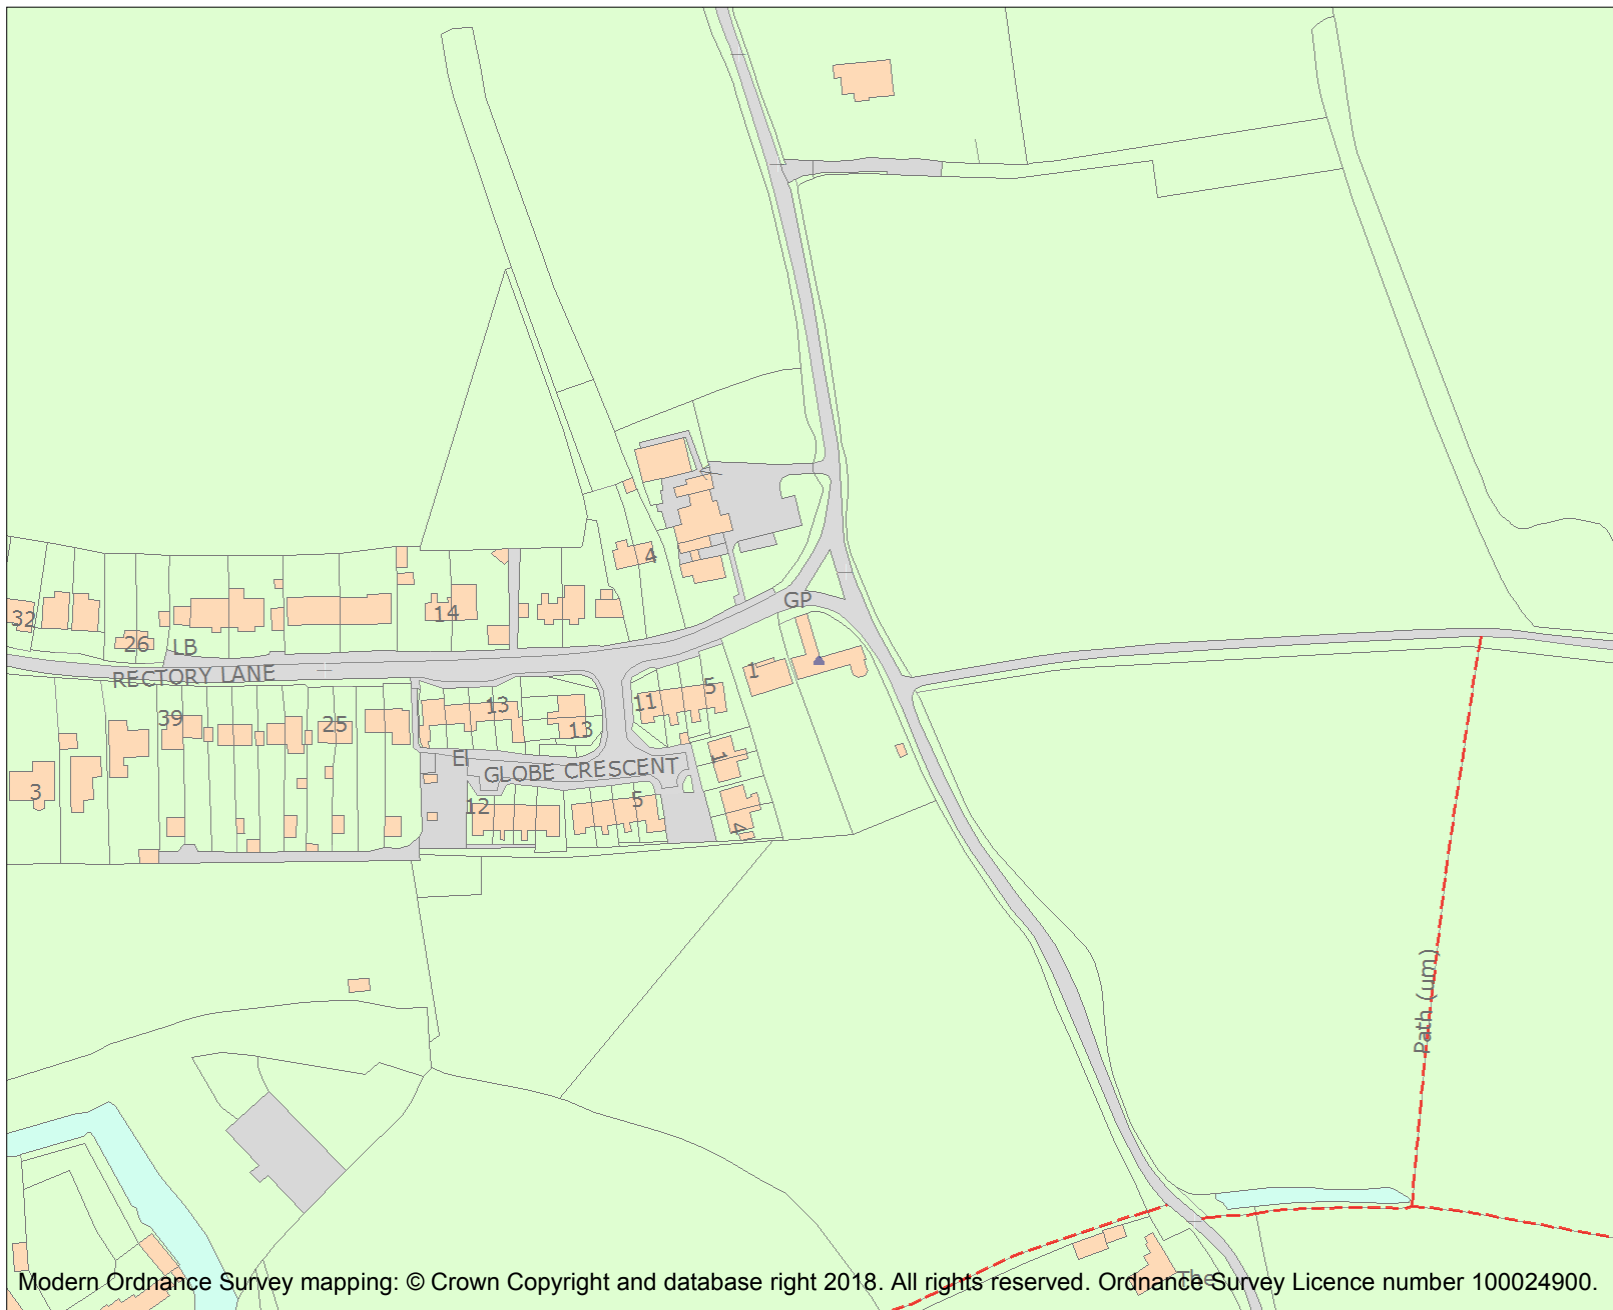 4
GP
32
14
26
LB
RECTORY LANE
1
5
11
13
39
13
25
EI
1
GLOBE CRESCENT
3
12
5
4
Path (um)
The
Modern Ordnance Survey mapping: © Crown Copyright and database right 2018. All rights reserved. Ordnance Survey Licence number 100024900.